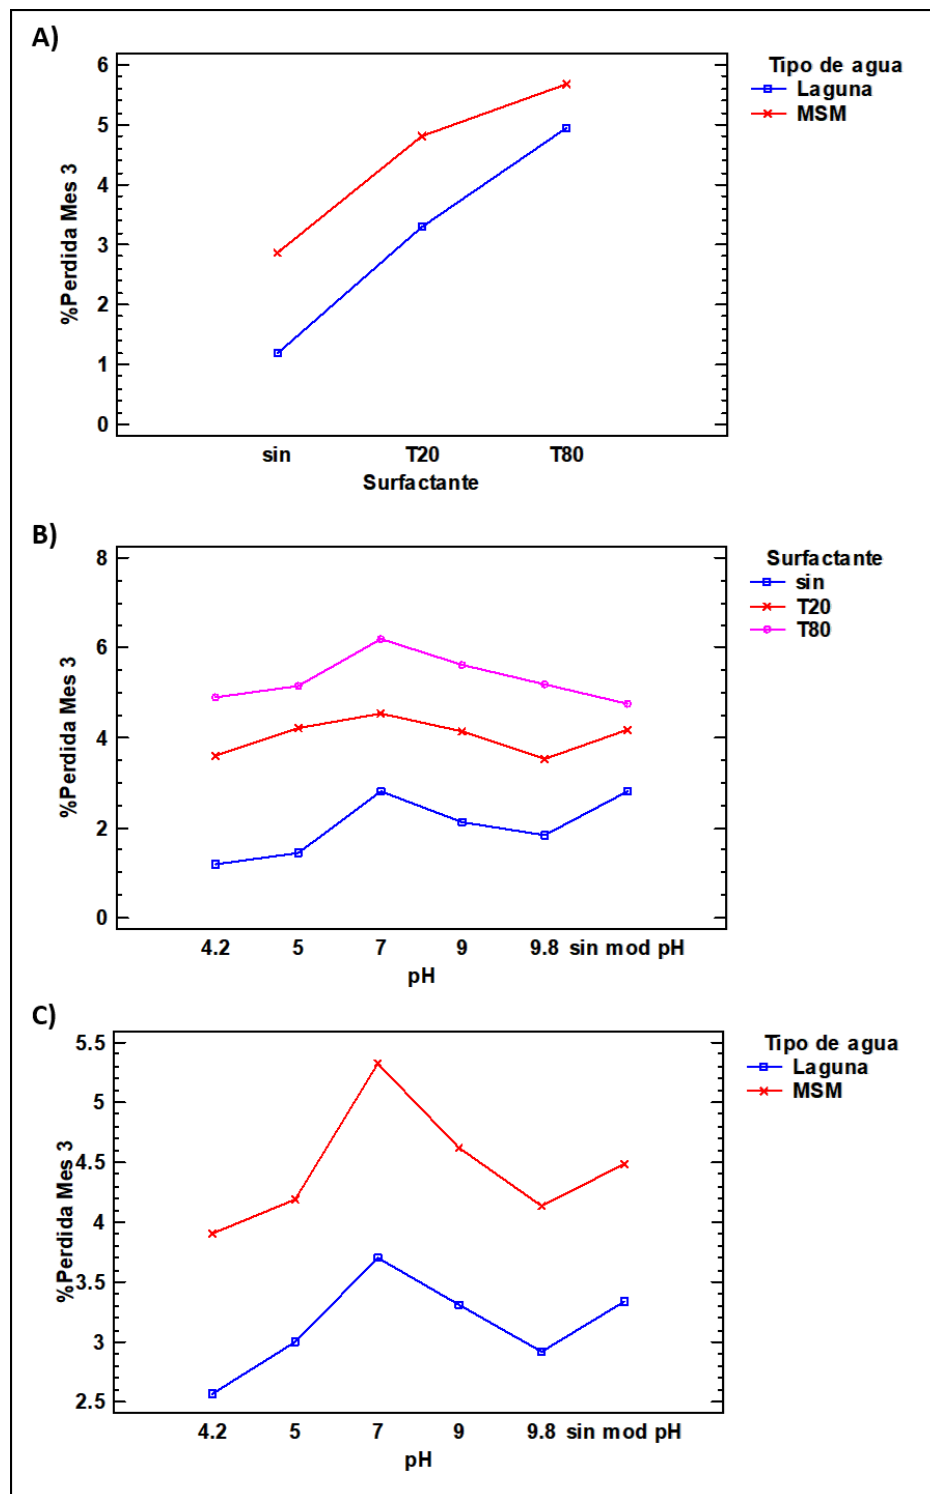 A)
Tipo de agua
Laguna
MSM
%Perdida Mes 3
6
5
4
3
2
1
0
sin T20 T80
Surfactante
B)
Surfactante
sin
T20
T80
%Perdida Mes 3
8
6
4
2
0
4.2 5 7 9 9.8 sin mod pH
pH
C)
Tipo de agua
Laguna
MSM
%Perdida Mes 3
5.5
5
4.5
4
3.5
3
2.5
4.2 5 7 9 9.8 sin mod pH
pH